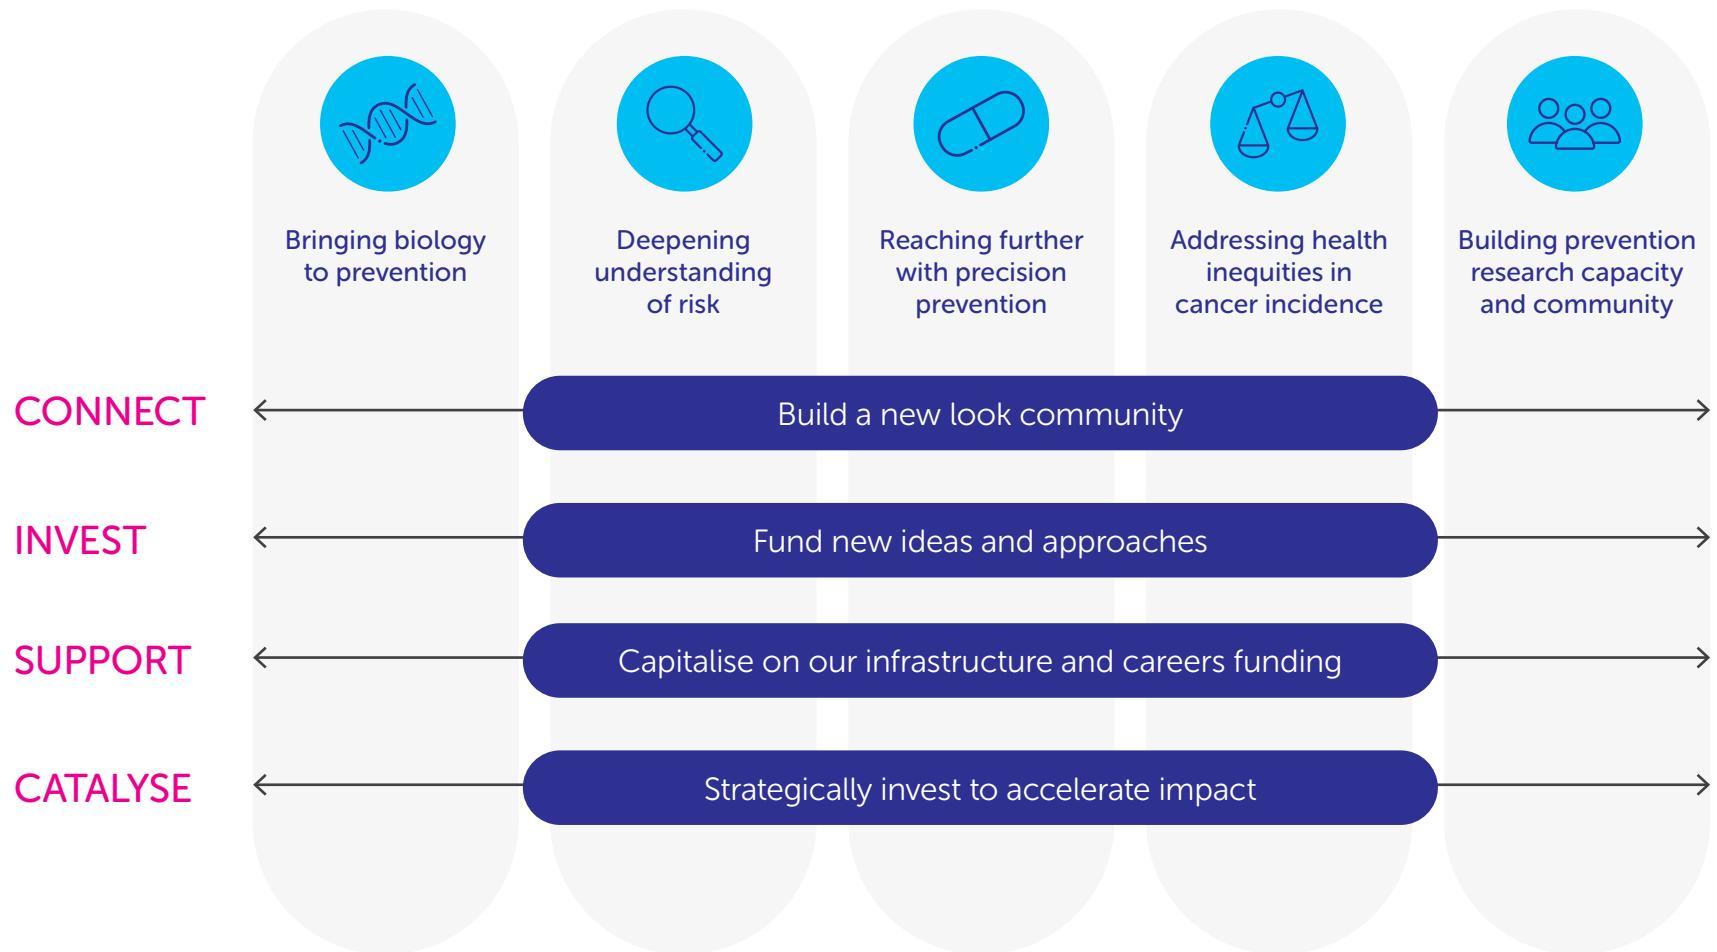 Bringing biology
to prevention
Deepening
understanding
of risk
Reaching further
with precision
prevention
Addressing health
inequities in
cancer incidence
Building prevention
research capacity
and community
CONNECT
Build a new look community
INVEST
Fund new ideas and approaches
SUPPORT
Capitalise on our infrastructure and careers funding
CATALYSE
Strategically invest to accelerate impact